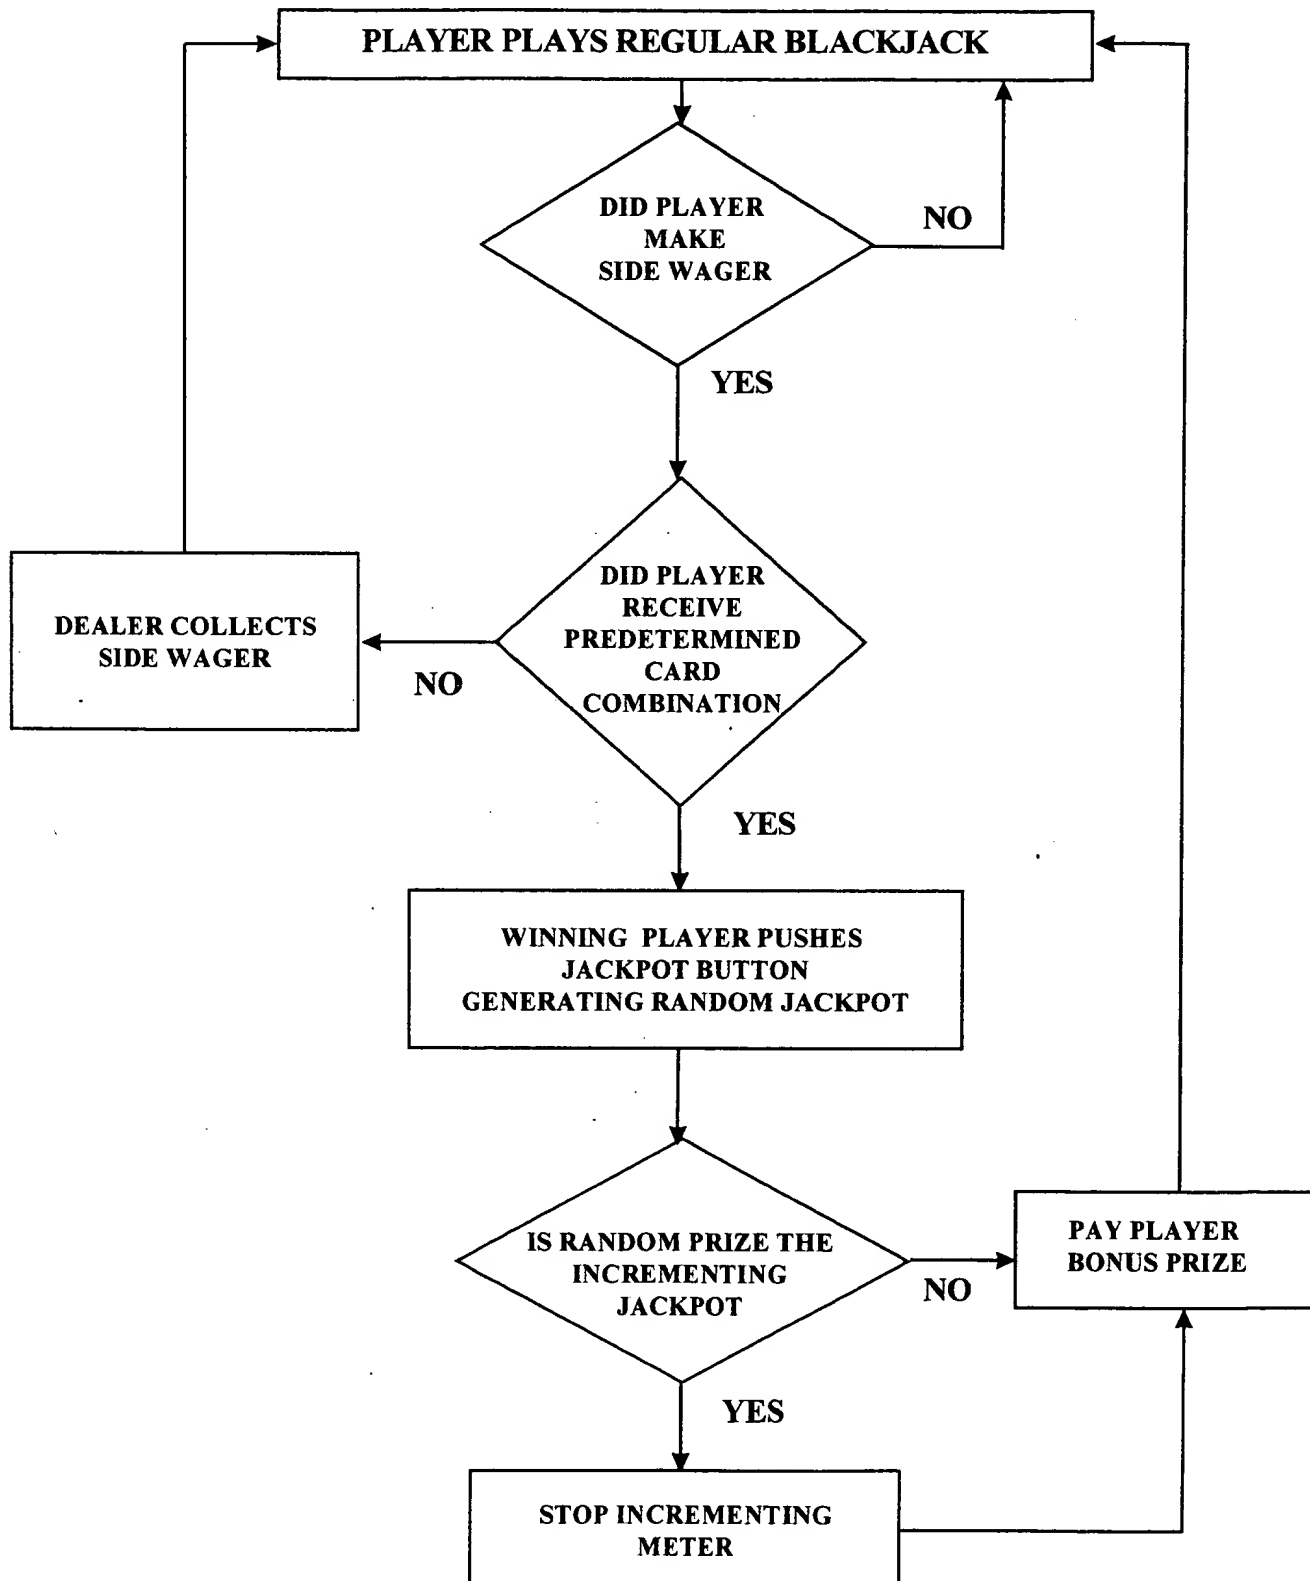 PLAYER PLAYS REGULAR BLACKJACK
DID PLAYER
MAKE
SIDE WAGER
NO
YES
DID PLAYER
RECEIVE
PREDETERMINED
CARD
COMBINATION
DEALER COLLECTS
SIDE WAGER
NO
YES
WINNING PLAYER PUSHES
JACKPOT BUTTON
GENERATING RANDOM JACKPOT
IS RANDOM PRIZE THE
INCREMENTING
JACKPOT
NO
PAY PLAYER
BONUS PRIZE
YES
STOP INCREMENTING
METER